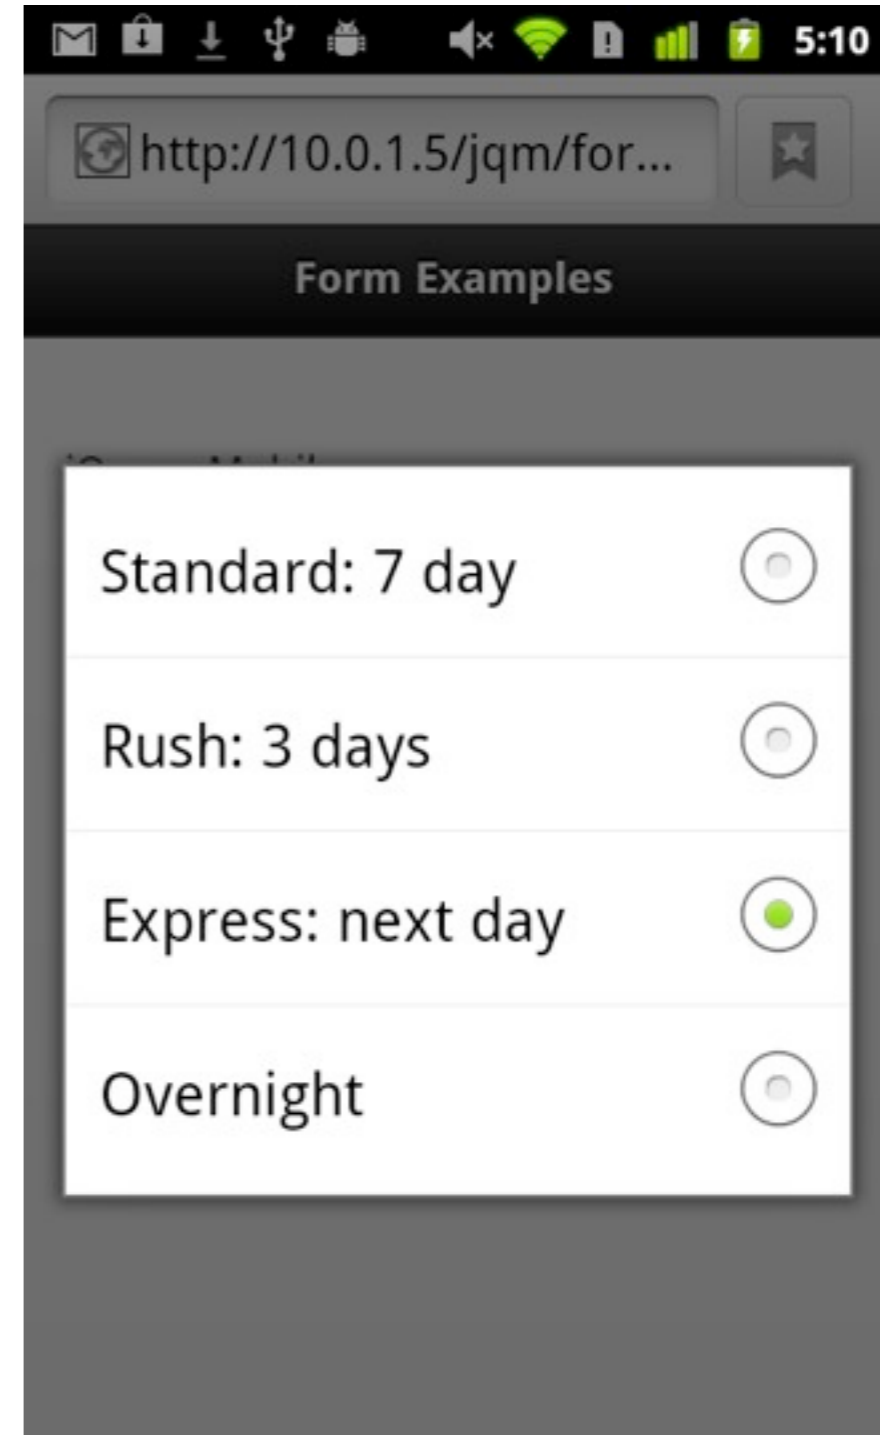 5:10
http://10.0.1.5/jqm/for...
Form Examples
Standard: 7 day
Rush: 3 days
Express: next day
Overnight